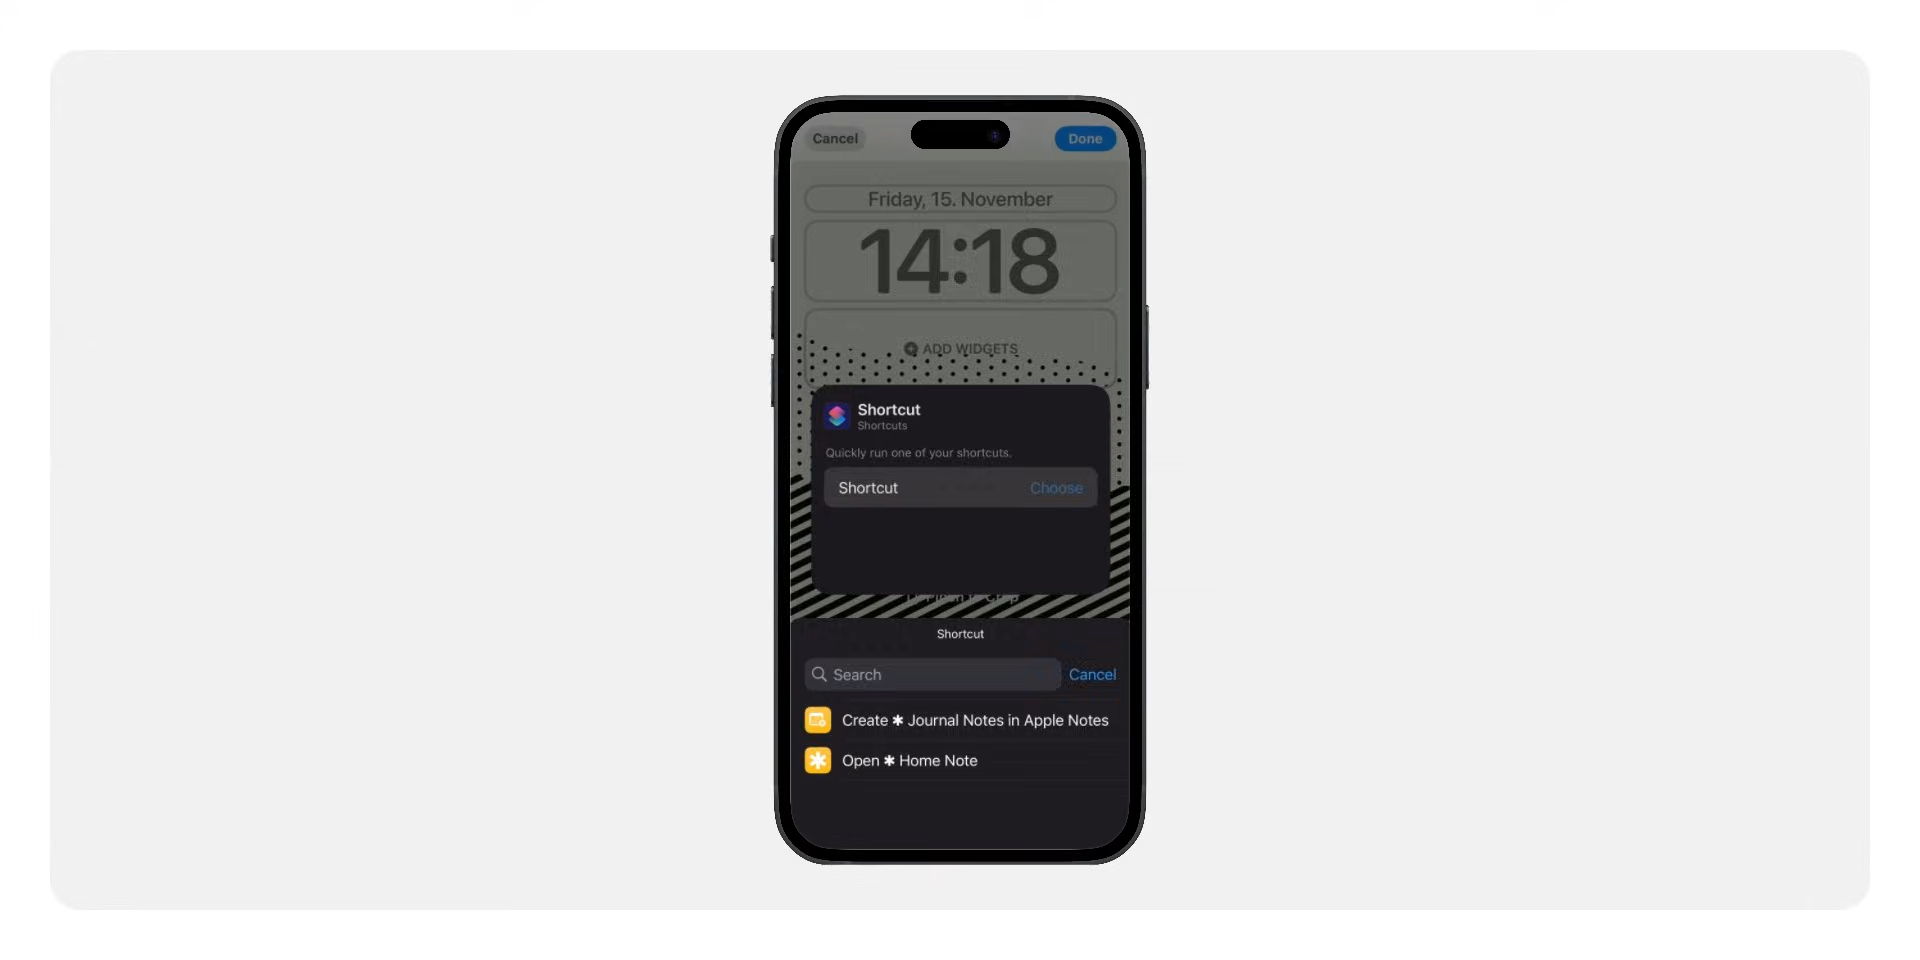 Cancel
Done
Friday, 15. November
14:18
ADD WIDGETS
Shortcut
Shortcuts
Quickly run one of your shortcuts.
Shortcut Choose
Shortcut
Search
Cancel
Create ✱ Journal Notes in Apple Notes
Open ✱ Home Note